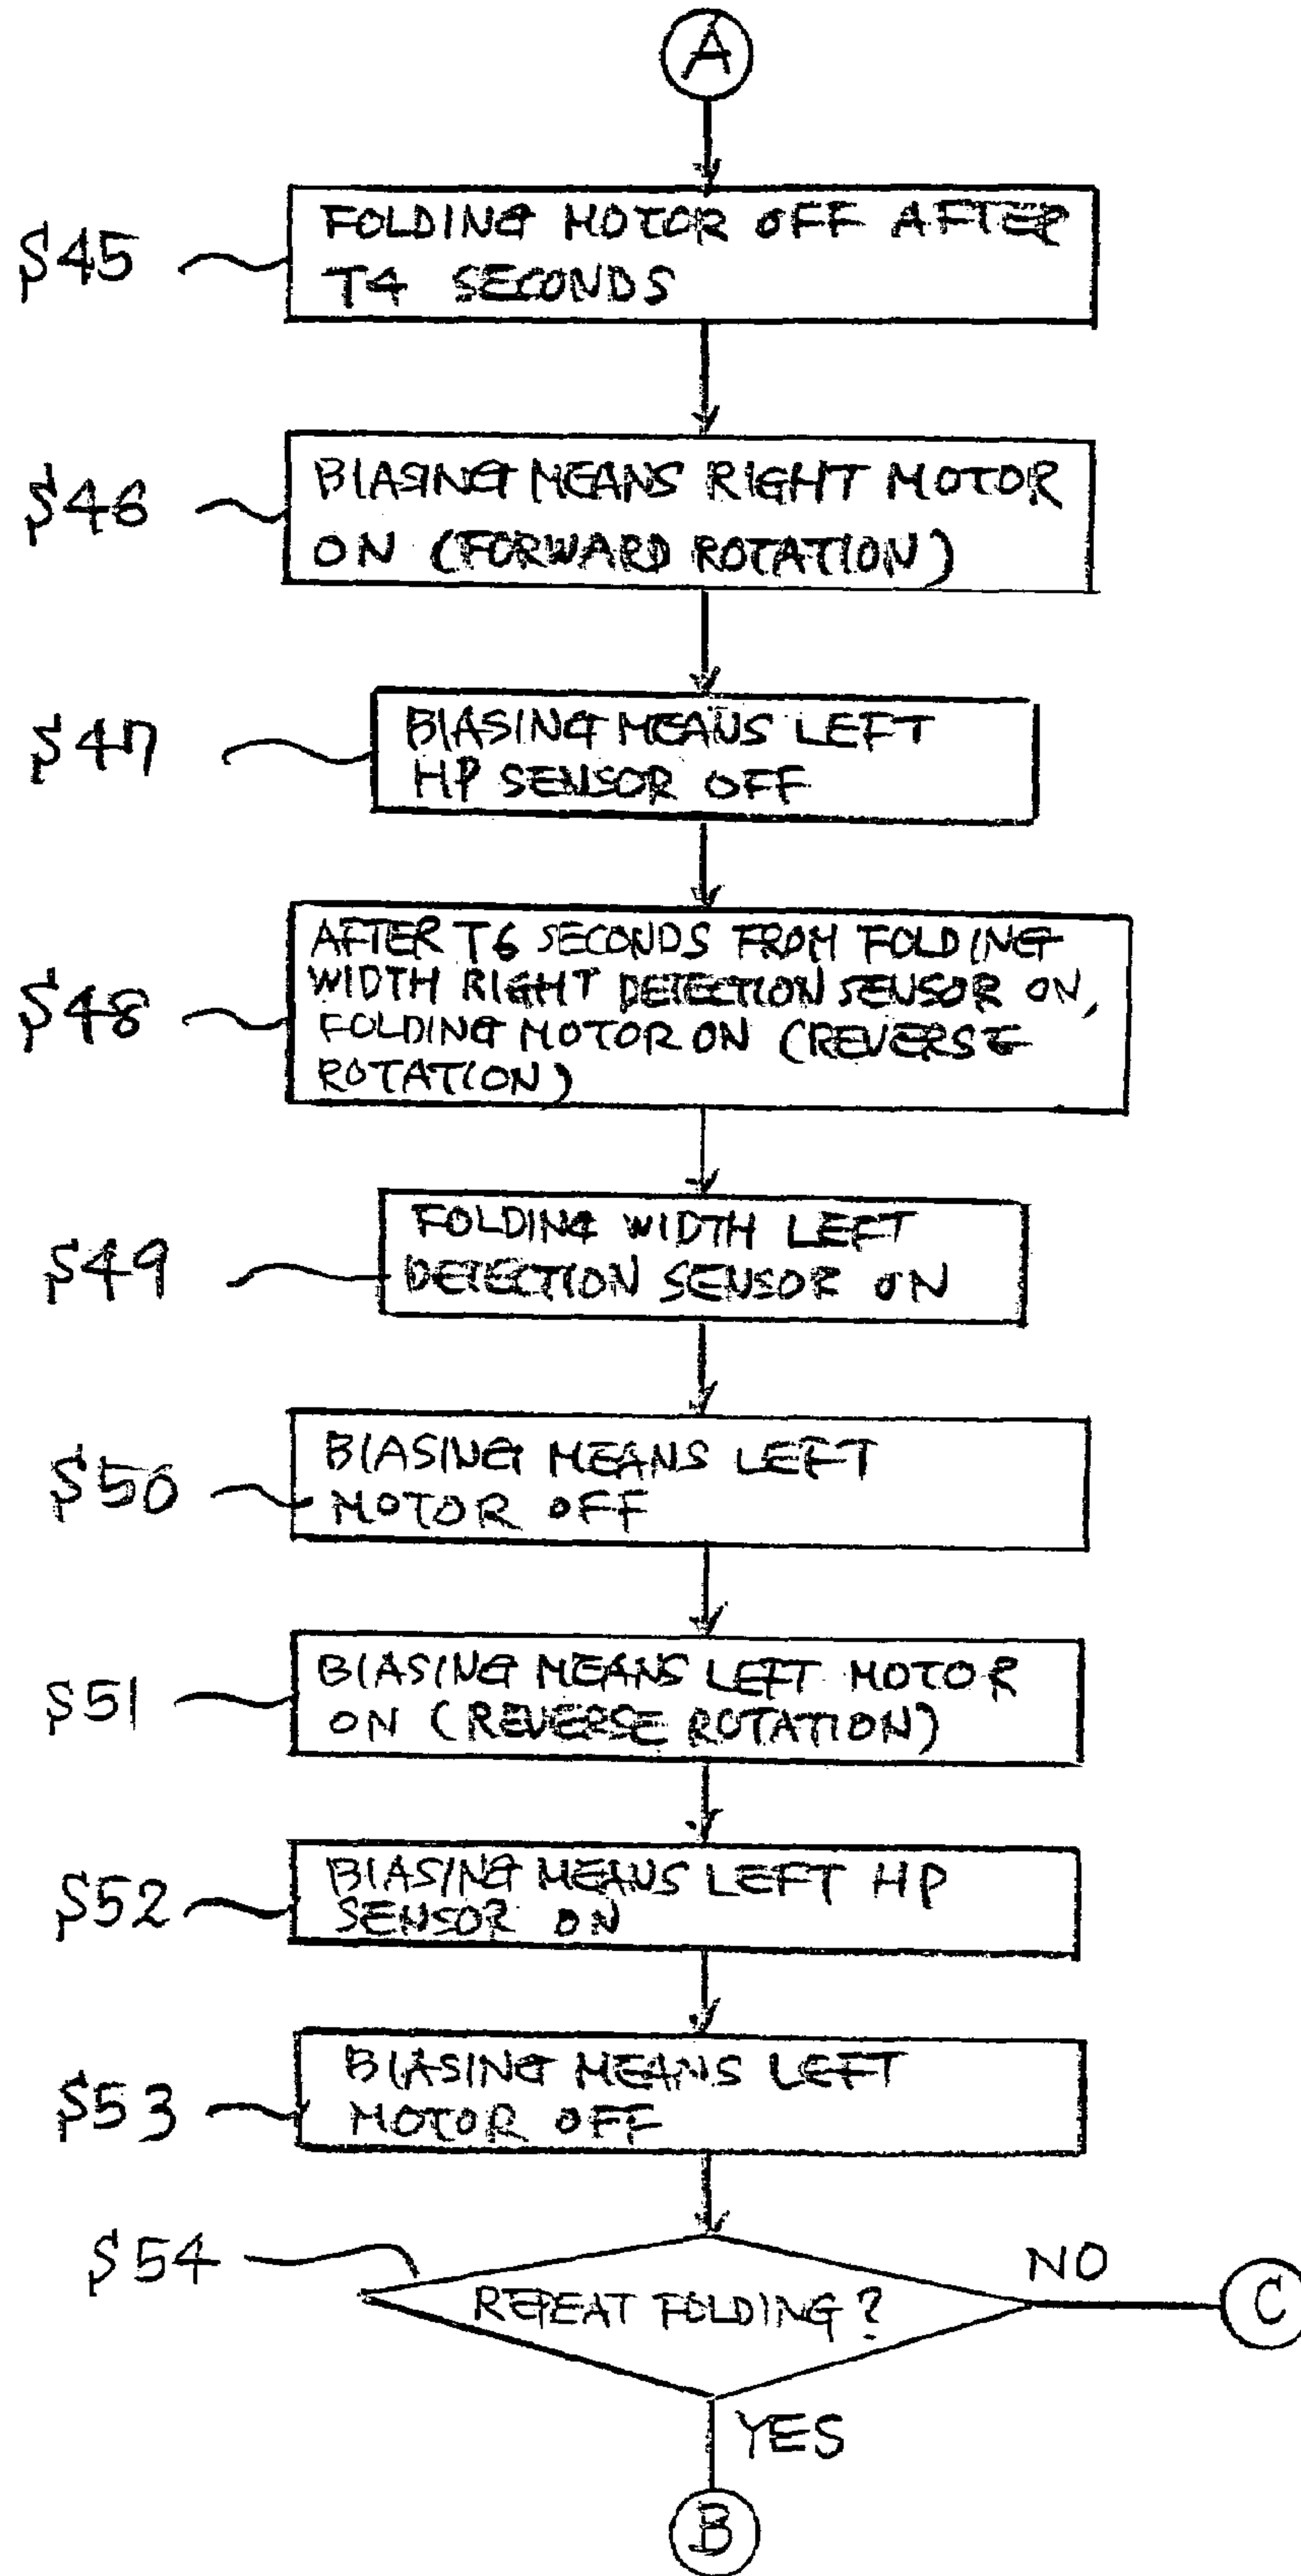 A
S45
FOLDING MOTOR OFF AFTER
T4 SECONDS
S46
BIASING MEANS RIGHT MOTOR
ON (FORWARD ROTATION)
S47
BIASING MEANS LEFT
HP SENSOR OFF
S48
AFTER T6 SECONDS FROM FOLDING
WIDTH RIGHT DETECTION SENSOR ON,
FOLDING MOTOR ON (REVERSE
ROTATION)
S49
FOLDING WIDTH LEFT
DETECTION SENSOR ON
S50
BIASING MEANS LEFT
MOTOR OFF
S51
BIASING MEANS LEFT MOTOR
ON (REVERSE ROTATION)
S52
BIASING MEANS LEFT HP
SENSOR ON
S53
BIASING MEANS LEFT
MOTOR OFF
S54
REPEAT FOLDING?
NO
C
YES
B